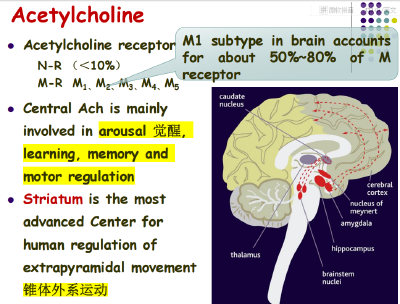 Acetylcholine
Acetylcholine receptor
N-R （＜10%）
M-R M1、M2、M3、M4、M5
M1 subtype in brain accounts
for about 50%~80% of M
receptor
Central Ach is mainly
involved in arousal 觉醒,
learning, memory and
motor regulation
Striatum is the most
advanced Center for
human regulation of
extrapyramidal movement
锥体外系运动
caudate
nucleus
cerebral
cortex
nucleus of
meynert
amygdala
hippocampus
thalamus
brainstem
nuclei